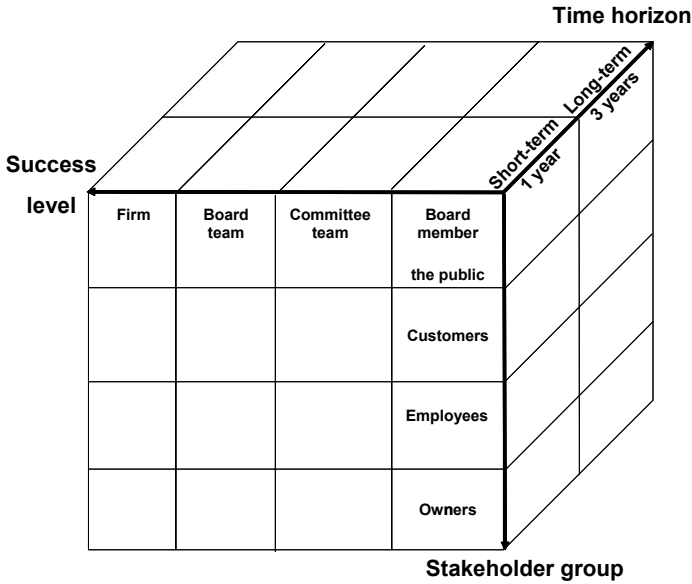 Time horizon
Long-term
3 years
Short-term
1 year
Success
level
Firm
Board
team
Committee
team
Board
member
the public
Customers
Employees
Owners
Stakeholder group